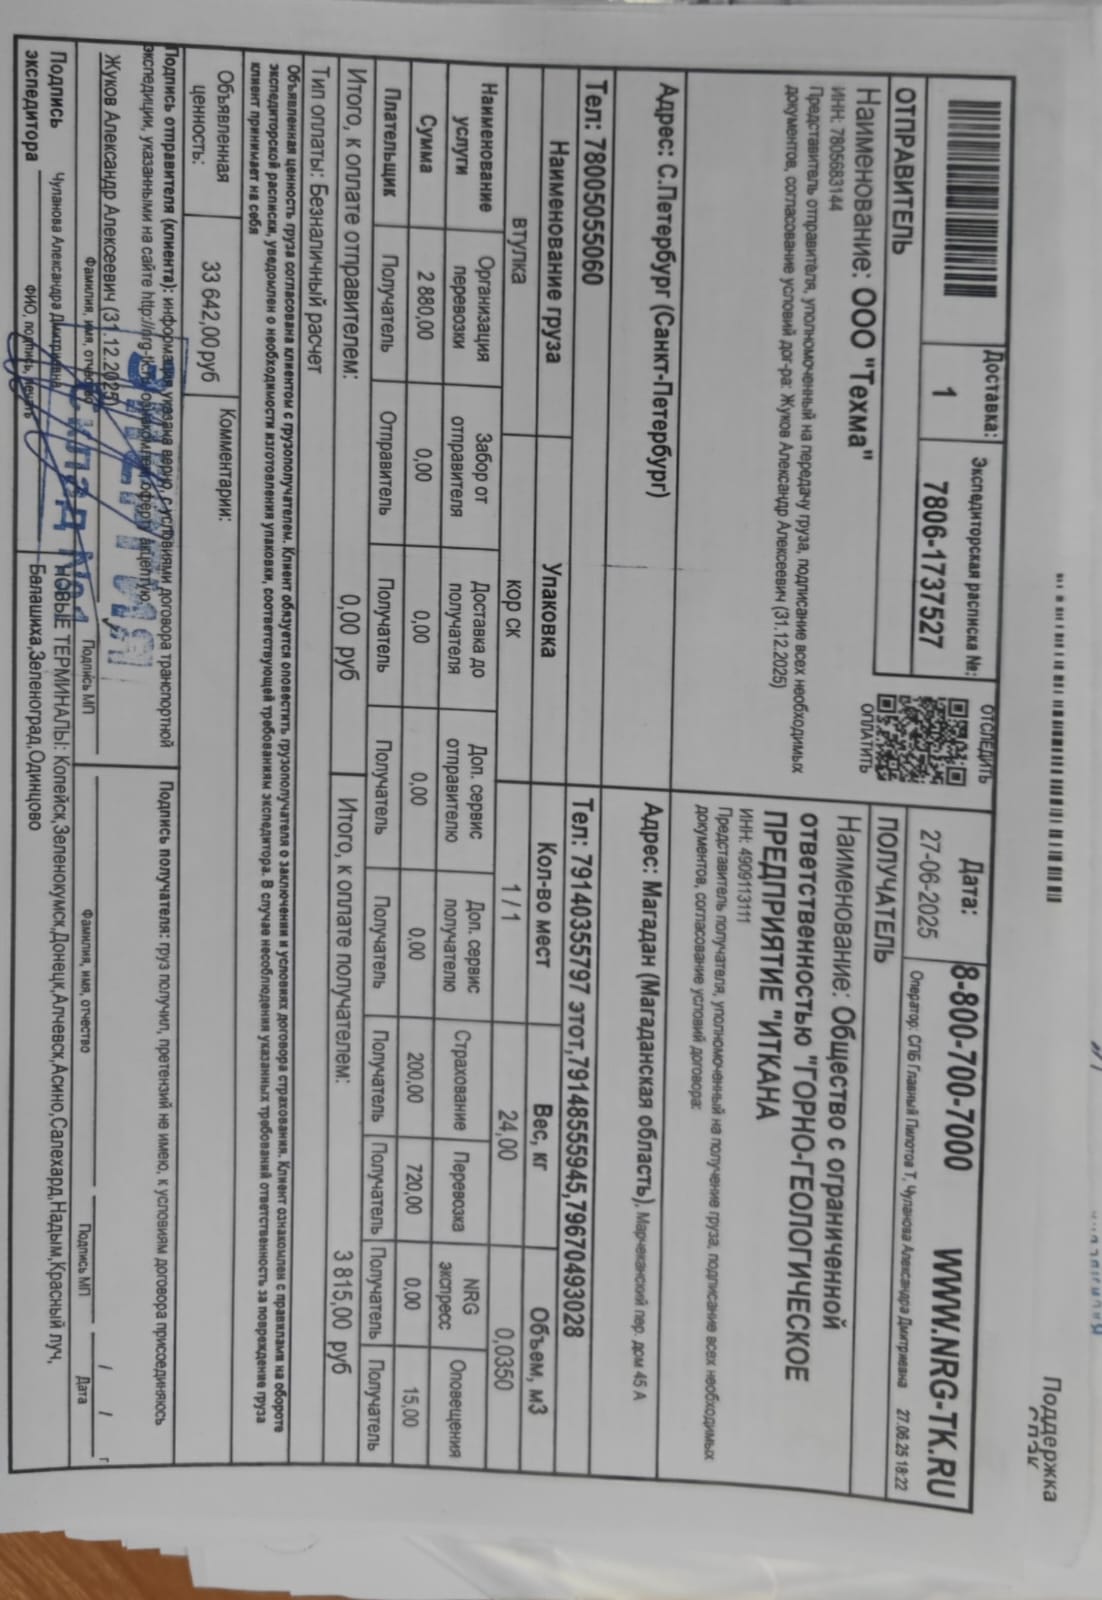 Поддержка
Доставка:
1
Экспедиторская расписка №:
7806-1737527
ОТСЛЕДИТЬ
ОПЛАТИТЬ
Дата:
27-06-2025
8-800-700-7000
WWW.NRG-TK.RU
Оператор: СПБ Главный Пилотов Т, Чупанова Александра Дмитриевна 27.06.25 18:22
ОТПРАВИТЕЛЬ
Наименование: ООО "Техма"
ИНН: 7805683144
Представитель отправителя, уполномоченный на передачу груза, подписание всех необходимых
документов, согласование условий дог-ра: Жуков Александр Алексеевич (31.12.2025)
ПОЛУЧАТЕЛЬ
Наименование: Общество с ограниченной
ответственностью "ГОРНО-ГЕОЛОГИЧЕСКОЕ
ПРЕДПРИЯТИЕ "ИТКАНА
ИНН: 4909113111
Представитель получателя, уполномоченный на получение груза, подписание всех необходимых
документов, согласование условий договора:
Адрес: С.Петербург (Санкт-Петербург)
Адрес: Магадан (Магаданская область), Марчеканский пер. дом 45 А
Тел: 78005055060
Тел: 79140355797 этот,79148555945,79670493028
Наименование груза Упаковка Кол-во мест Вес, кг Объем, м3
втулка кор ск 1 / 1 24,00 0,0350
Наименование услуги Организация перевозки Забор от отправителя Доставка до получателя Доп. сервис отправителю Доп. сервис получателю Страхование Перевозка NRG экспресс Оповещения
Сумма 2 880,00 0,00 0,00 0,00 0,00 200,00 720,00 0,00 15,00
Плательщик Получатель Отправитель Получатель Получатель Получатель Получатель Получатель Получатель Получатель
Итого, к оплате отправителем: 0,00 руб Итого, к оплате получателем: 3 815,00 руб
Тип оплаты: Безналичный расчет
Объявленная ценность груза согласована клиентом с грузополучателем. Клиент обязуется оповестить грузополучателя о заключении и условиях договора страхования. Клиент ознакомлен с правилами на обороте
экспедиторской расписки, уведомлен о необходимости изготовления упаковки, соответствующей требованиям экспедитора. В случае несоблюдения указанных требований ответственность за повреждение груза
клиент принимает на себя
Объявленная
ценность:
33 642,00 руб
Комментарии:
Подпись отправителя (клиента): информация указана верно, с условиями договора транспортной
экспедиции, указанными на сайте http://nrg-tk.ru, ознакомлен, оферту акцептую.
Жуков Александр Алексеевич (31.12.2025)
Фамилия, имя, отчество Подпись МП
Подпись получателя: груз получил, претензий не имею, к условиям договора присоединяюсь
/ / г
Фамилия, имя, отчество Подпись МП Дата
ЭНЕРГИЯ
Склад №1
Подпись
экспедитора
Чупанова Александра Дмитриевна
ФИО, подпись, печать
НОВЫЕ ТЕРМИНАЛЫ: Копейск,Зеленокумск,Донецк,Алчевск,Асино,Салехард,Надым,Красный луч,
Балашиха,Зеленоград,Одинцово